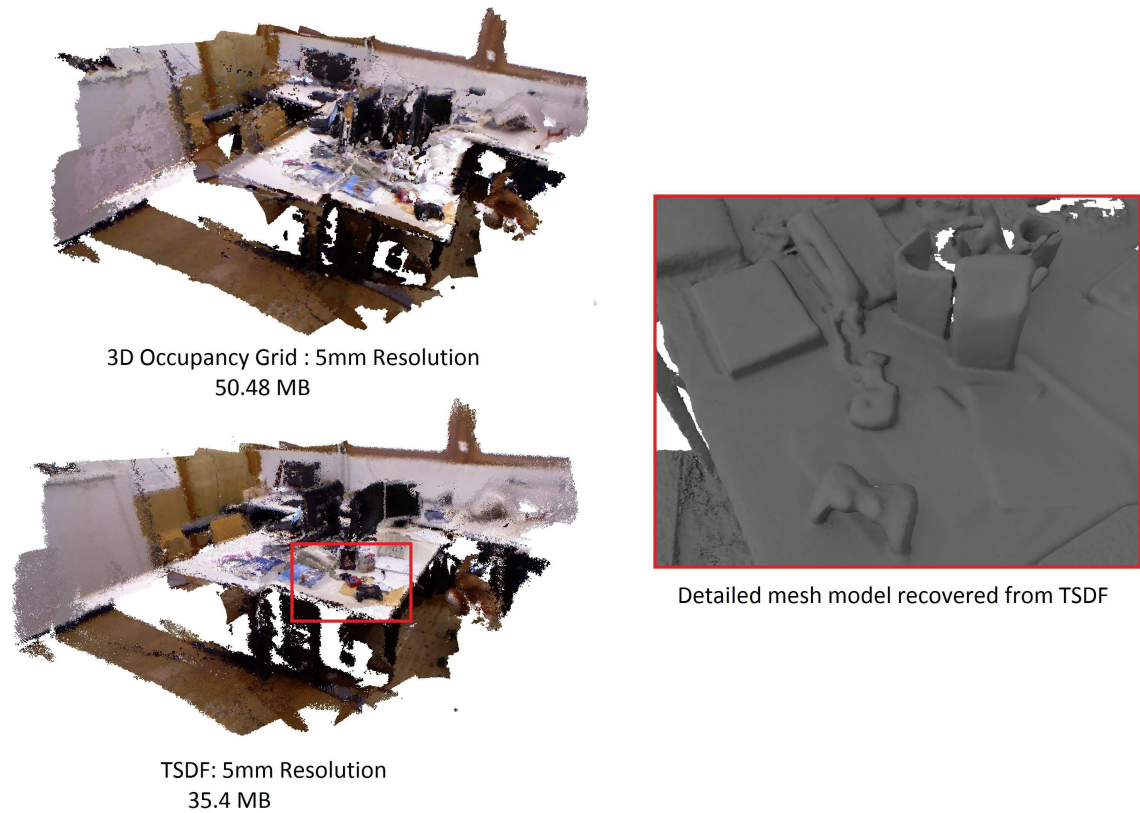 3D Occupancy Grid : 5mm Resolution
50.48 MB
TSDF: 5mm Resolution
35.4 MB
Detailed mesh model recovered from TSDF